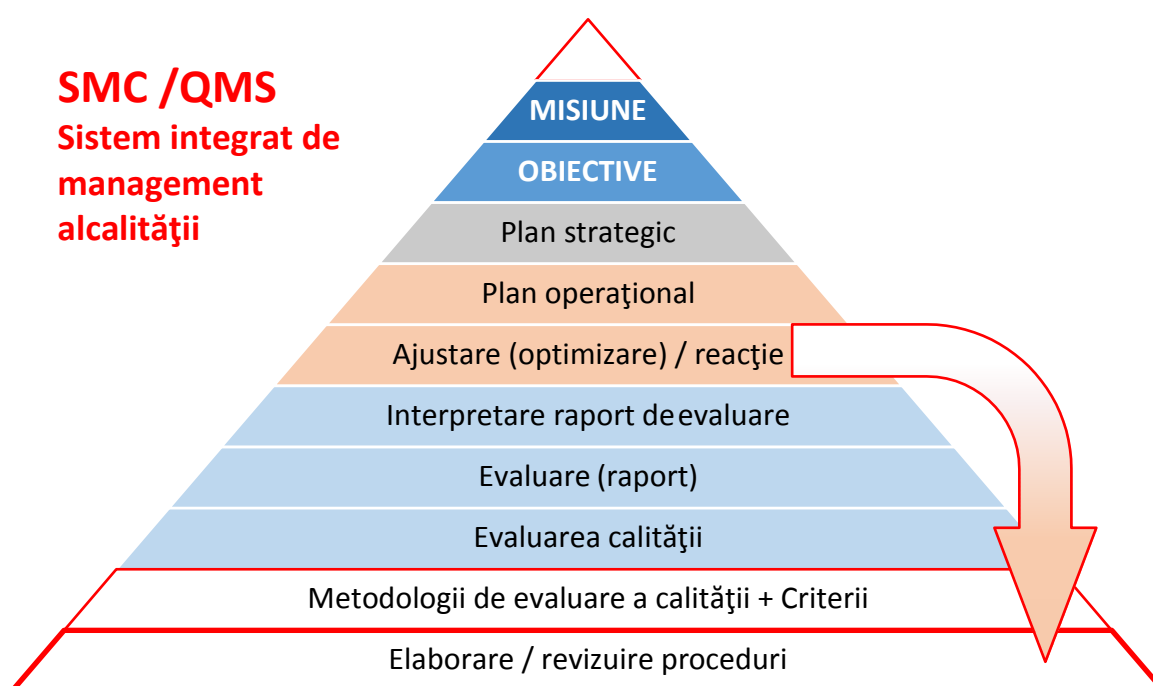 SMC /QMS
Sistem integrat de
management
alcalităţii
MISIUNE
OBIECTIVE
Plan strategic
Plan operaţional
Ajustare (optimizare) / reacţie
Interpretare raport deevaluare
Evaluare (raport)
Evaluarea calităţii
Metodologii de evaluare a calităţii + Criterii
Elaborare / revizuire proceduri